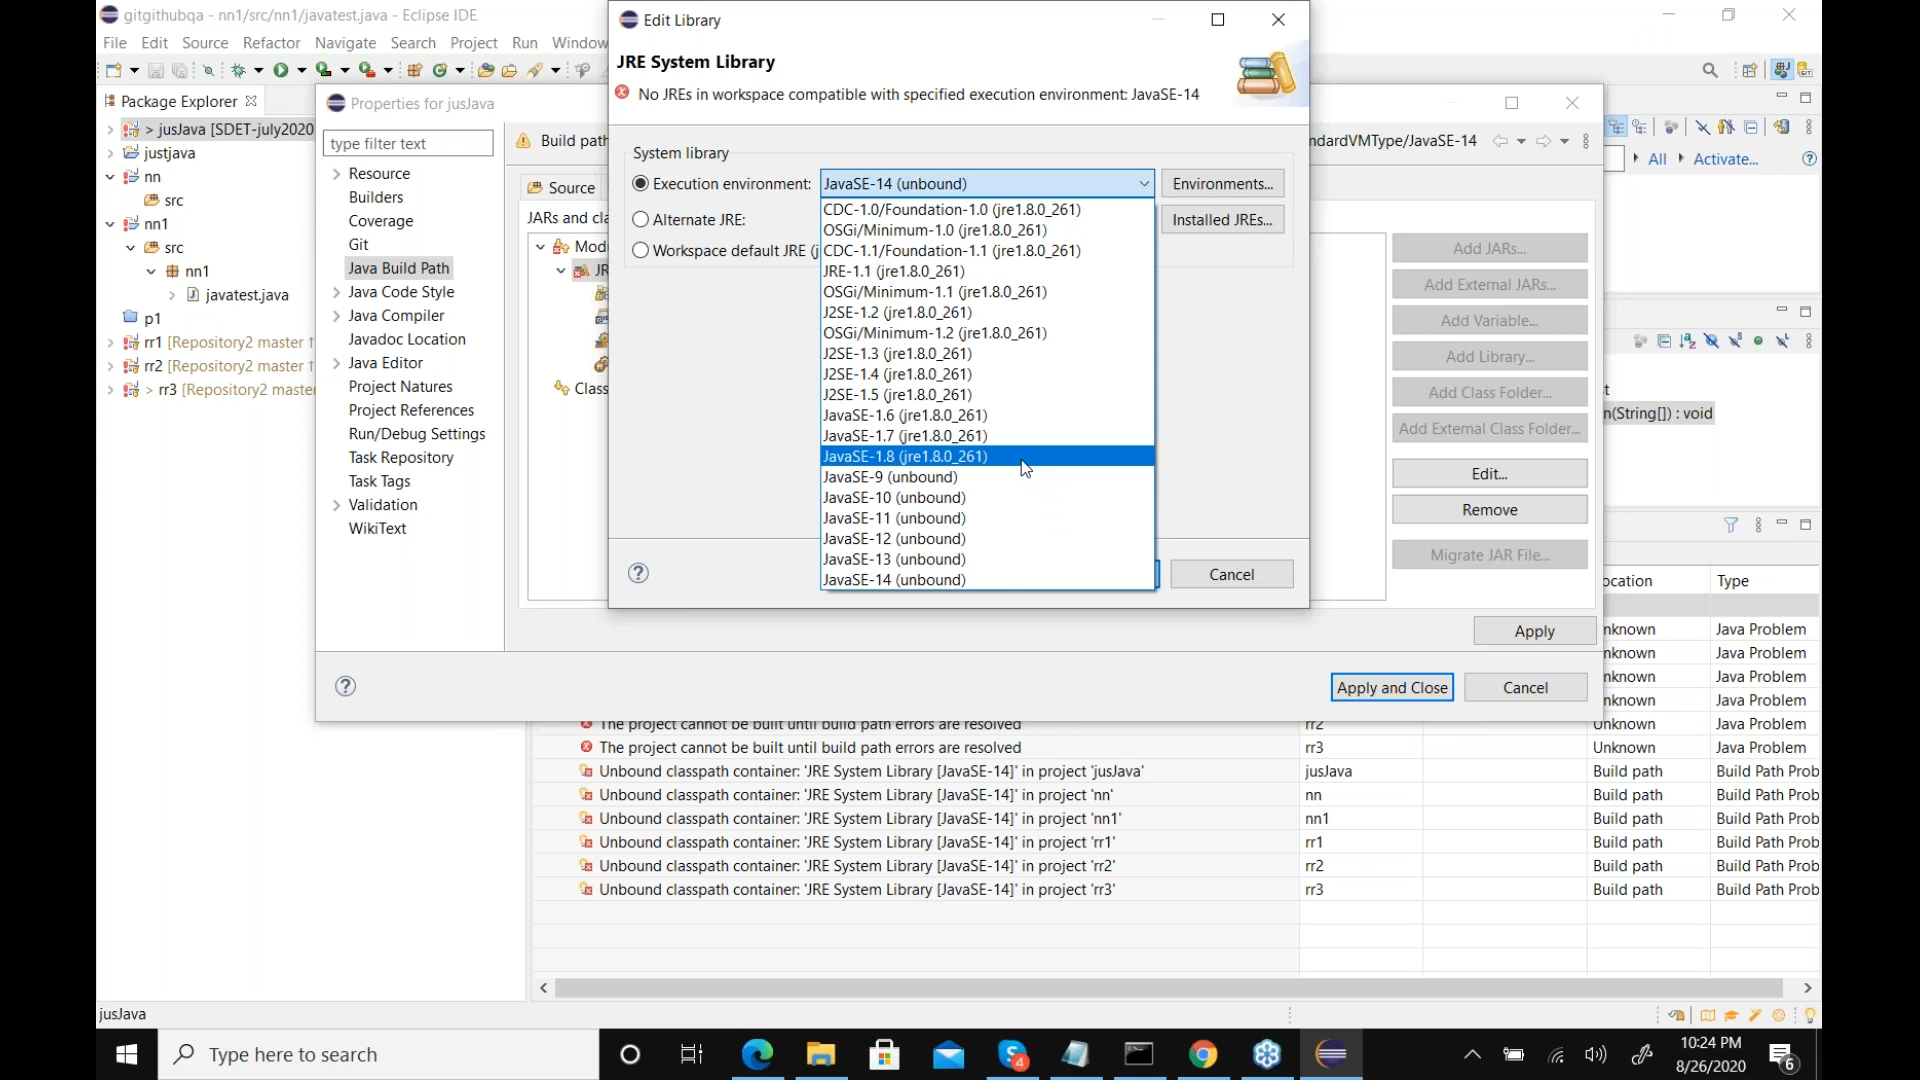 gitgithubqa - nn1/src/nn1/javatest.java - Eclipse IDE
File Edit Source Refactor Navigate Search Project Run Window
Package Explorer
> jusJava [SDET-july2020
justjava
nn
src
nn1
src
nn1
javatest.java
p1
rr1 [Repository2 master
rr2 [Repository2 master
> rr3 [Repository2 master
Properties for jusJava
type filter text
Resource
Builders
Coverage
Git
Java Build Path
Java Code Style
Java Compiler
Javadoc Location
Java Editor
Project Natures
Project References
Run/Debug Settings
Task Repository
Task Tags
Validation
WikiText
Build path
ndardVMType/JavaSE-14
Source
JARs and cla
Mod
JR
Class
Edit Library
JRE System Library
No JREs in workspace compatible with specified execution environment: JavaSE-14
System library
Execution environment: JavaSE-14 (unbound) Environments...
Alternate JRE: Installed JREs...
Workspace default JRE (j
CDC-1.0/Foundation-1.0 (jre1.8.0_261)
OSGi/Minimum-1.0 (jre1.8.0_261)
CDC-1.1/Foundation-1.1 (jre1.8.0_261)
JRE-1.1 (jre1.8.0_261)
OSGi/Minimum-1.1 (jre1.8.0_261)
J2SE-1.2 (jre1.8.0_261)
OSGi/Minimum-1.2 (jre1.8.0_261)
J2SE-1.3 (jre1.8.0_261)
J2SE-1.4 (jre1.8.0_261)
J2SE-1.5 (jre1.8.0_261)
JavaSE-1.6 (jre1.8.0_261)
JavaSE-1.7 (jre1.8.0_261)
JavaSE-1.8 (jre1.8.0_261)
JavaSE-9 (unbound)
JavaSE-10 (unbound)
JavaSE-11 (unbound)
JavaSE-12 (unbound)
JavaSE-13 (unbound)
JavaSE-14 (unbound)
Cancel
Add JARs...
Add External JARs...
Add Variable...
Add Library...
Add Class Folder...
Add External Class Folder...
Edit...
Remove
Migrate JAR File...
Apply
Apply and Close Cancel
All Activate...
t
n(String[]) : void
ocation Type
nknown Java Problem
nknown Java Problem
nknown Java Problem
nknown Java Problem
The project cannot be built until build path errors are resolved rr2 Unknown Java Problem
The project cannot be built until build path errors are resolved rr3 Unknown Java Problem
Unbound classpath container: 'JRE System Library [JavaSE-14]' in project 'jusJava' jusJava Build path Build Path Prob
Unbound classpath container: 'JRE System Library [JavaSE-14]' in project 'nn' nn Build path Build Path Prob
Unbound classpath container: 'JRE System Library [JavaSE-14]' in project 'nn1' nn1 Build path Build Path Prob
Unbound classpath container: 'JRE System Library [JavaSE-14]' in project 'rr1' rr1 Build path Build Path Prob
Unbound classpath container: 'JRE System Library [JavaSE-14]' in project 'rr2' rr2 Build path Build Path Prob
Unbound classpath container: 'JRE System Library [JavaSE-14]' in project 'rr3' rr3 Build path Build Path Prob
jusJava
Type here to search
4
10:24 PM
8/26/2020
6